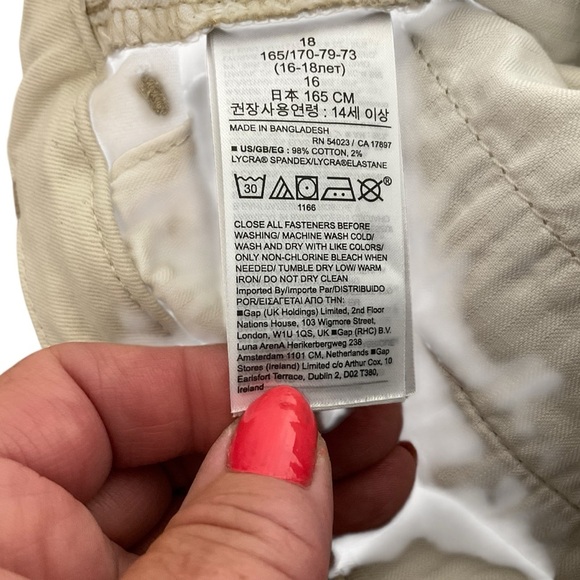 18
165/170-79-73
(16-18лет)
16
日本 165 CM
권장사용연령 : 14세 이상
MADE IN BANGLADESH
RN 54023 / CA 17897
■ US/GB/EG : 98% COTTON, 2%
LYCRA® SPANDEX/LYCRA®ELASTANE
30
®
1166
CLOSE ALL FASTENERS BEFORE
WASHING/ MACHINE WASH COLD/
WASH AND DRY WITH LIKE COLORS/
ONLY NON-CHLORINE BLEACH WHEN
NEEDED/ TUMBLE DRY LOW/ WARM
IRON/ DO NOT DRY CLEAN
Imported By/Importe Par/DISTRIBUIDO
POR/ΕΙΣΑΓΕΤΑΙ ΑΠΟ ΤΗΝ:
■Gap (UK Holdings) Limited, 2nd Floor
Nations House, 103 Wigmore Street,
London, W1U 1QS, UK ■Gap (RHC) B.V.
Luna ArenA Herikerbergweg 238
Amsterdam 1101 CM, Netherlands ■Gap
Stores (Ireland) Limited c/o Arthur Cox, 10
Earlsfort Terrace, Dublin 2, D02 T380,
Ireland